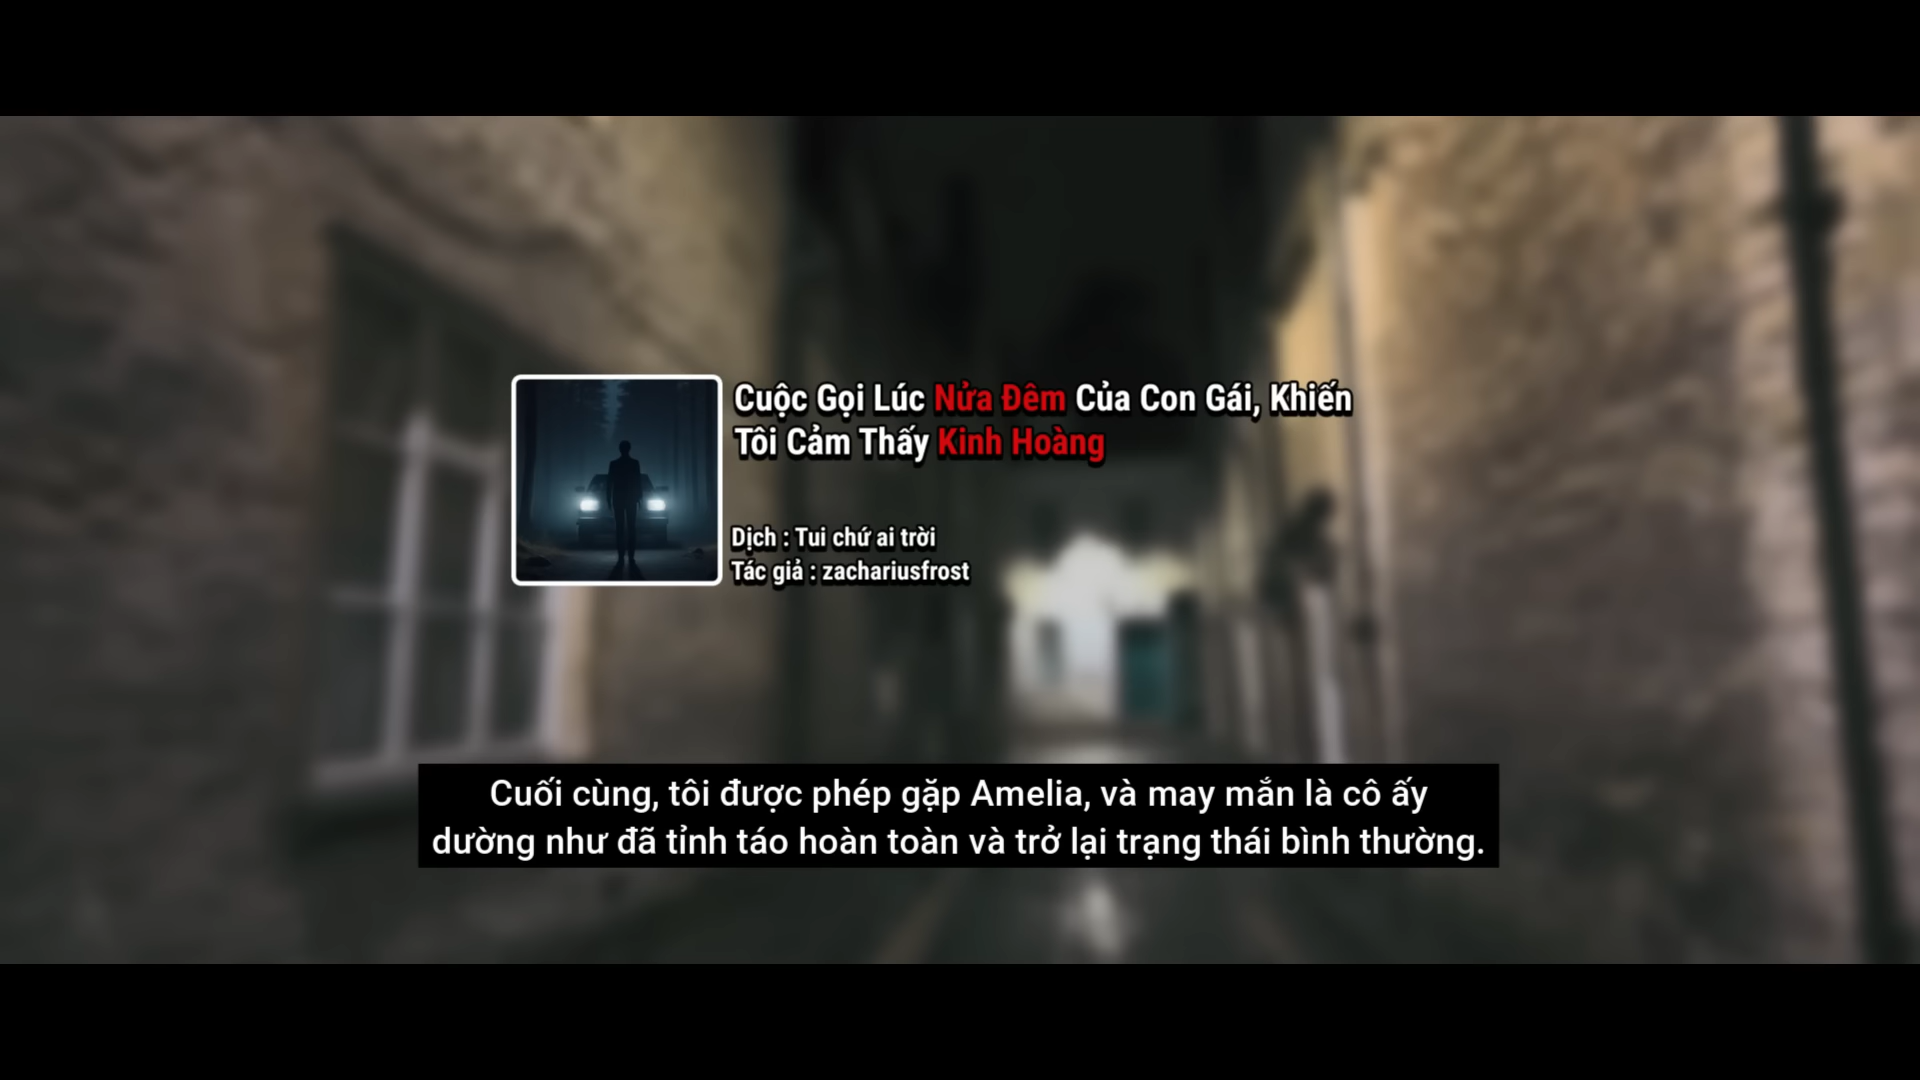 Cuộc Gọi Lúc Nửa Đêm Của Con Gái, Khiến
Tôi Cảm Thấy Kinh Hoàng
Dịch : Tui chứ ai trời
Tác giả : zachariusfrost
Cuối cùng, tôi được phép gặp Amelia, và may mắn là cô ấy
dường như đã tỉnh táo hoàn toàn và trở lại trạng thái bình thường.